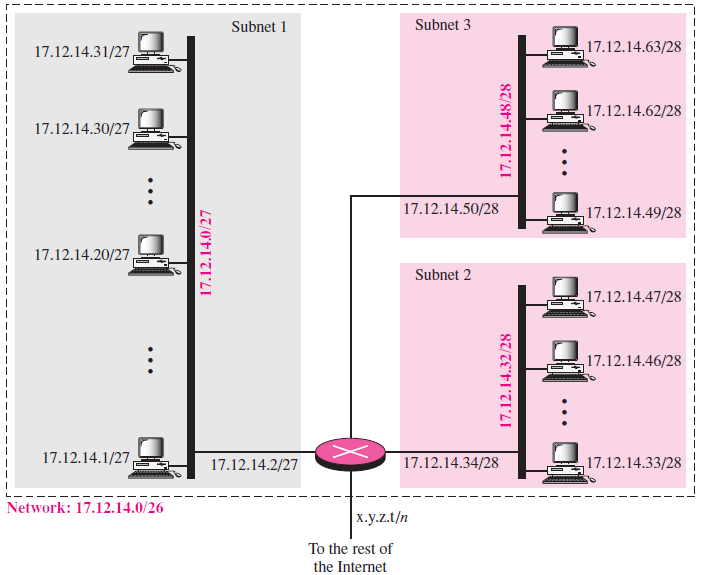 Subnet 1
17.12.14.31/27
17.12.14.30/27
17.12.14.20/27
17.12.14.0/27
17.12.14.1/27
17.12.14.2/27
Subnet 3
17.12.14.63/28
17.12.14.48/28
17.12.14.62/28
17.12.14.50/28
17.12.14.49/28
Subnet 2
17.12.14.47/28
17.12.14.32/28
17.12.14.46/28
17.12.14.34/28
17.12.14.33/28
Network: 17.12.14.0/26
x.y.z.t/n
To the rest of
the Internet